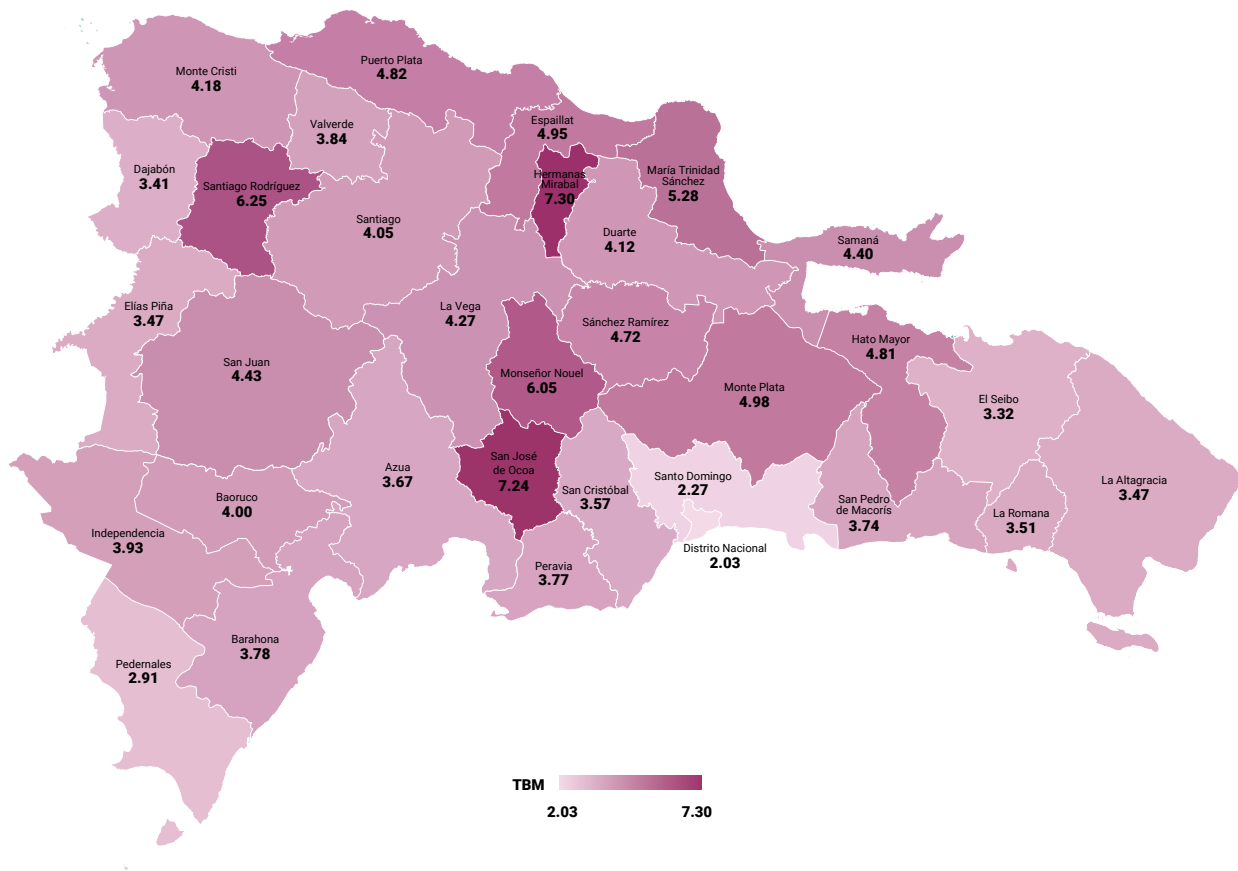 Puerto Plata
4.82
Monte Cristi
4.18
Espaillat
4.95
Valverde
3.84
Dajabón
3.41
Santiago Rodríguez
6.25
Hermanas
Mirabal
7.30
María Trinidad
Sánchez
5.28
Santiago
4.05
Duarte
4.12
Samaná
4.40
Elías Piña
3.47
La Vega
4.27
Sánchez Ramírez
4.72
Hato Mayor
4.81
San Juan
4.43
Monseñor Nouel
6.05
Monte Plata
4.98
El Seibo
3.32
San José
de Ocoa
7.24
Azua
3.67
Santo Domingo
2.27
La Altagracia
3.47
San Cristóbal
3.57
Baoruco
4.00
San Pedro
de Macorís
3.74
La Romana
3.51
Independencia
3.93
Distrito Nacional
2.03
Peravia
3.77
Barahona
3.78
Pedernales
2.91
TBM
2.03
7.30